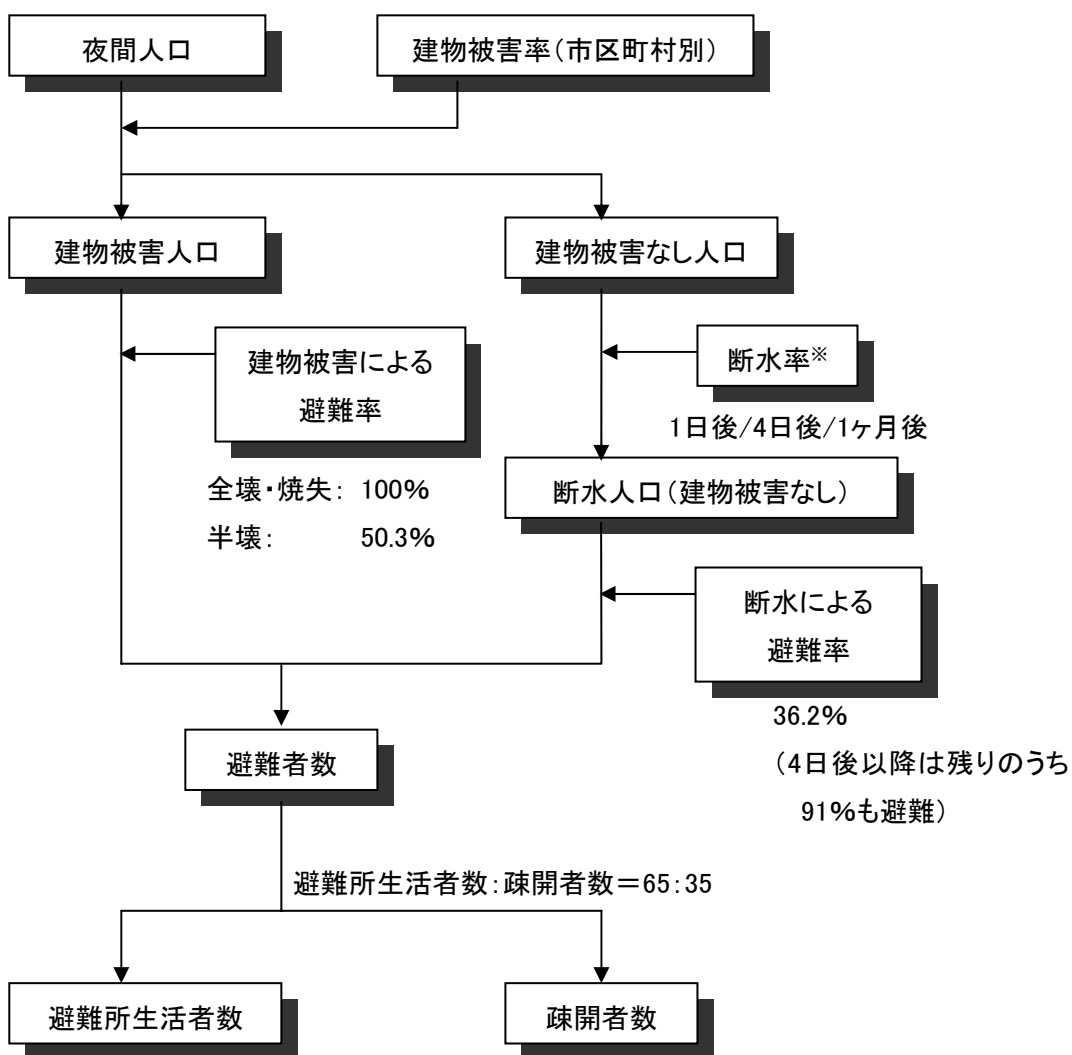 夜間人口
建物被害率(市区町村別)
建物被害人口
建物被害なし人口
建物被害による
避難率
断水率※
1日後/4日後/1ヶ月後
全壊・焼失: 100%
半壊: 50.3%
断水人口(建物被害なし)
断水による
避難率
36.2%
(4日後以降は残りのうち
91%も避難)
避難者数
避難所生活者数:疎開者数=65:35
避難所生活者数
疎開者数